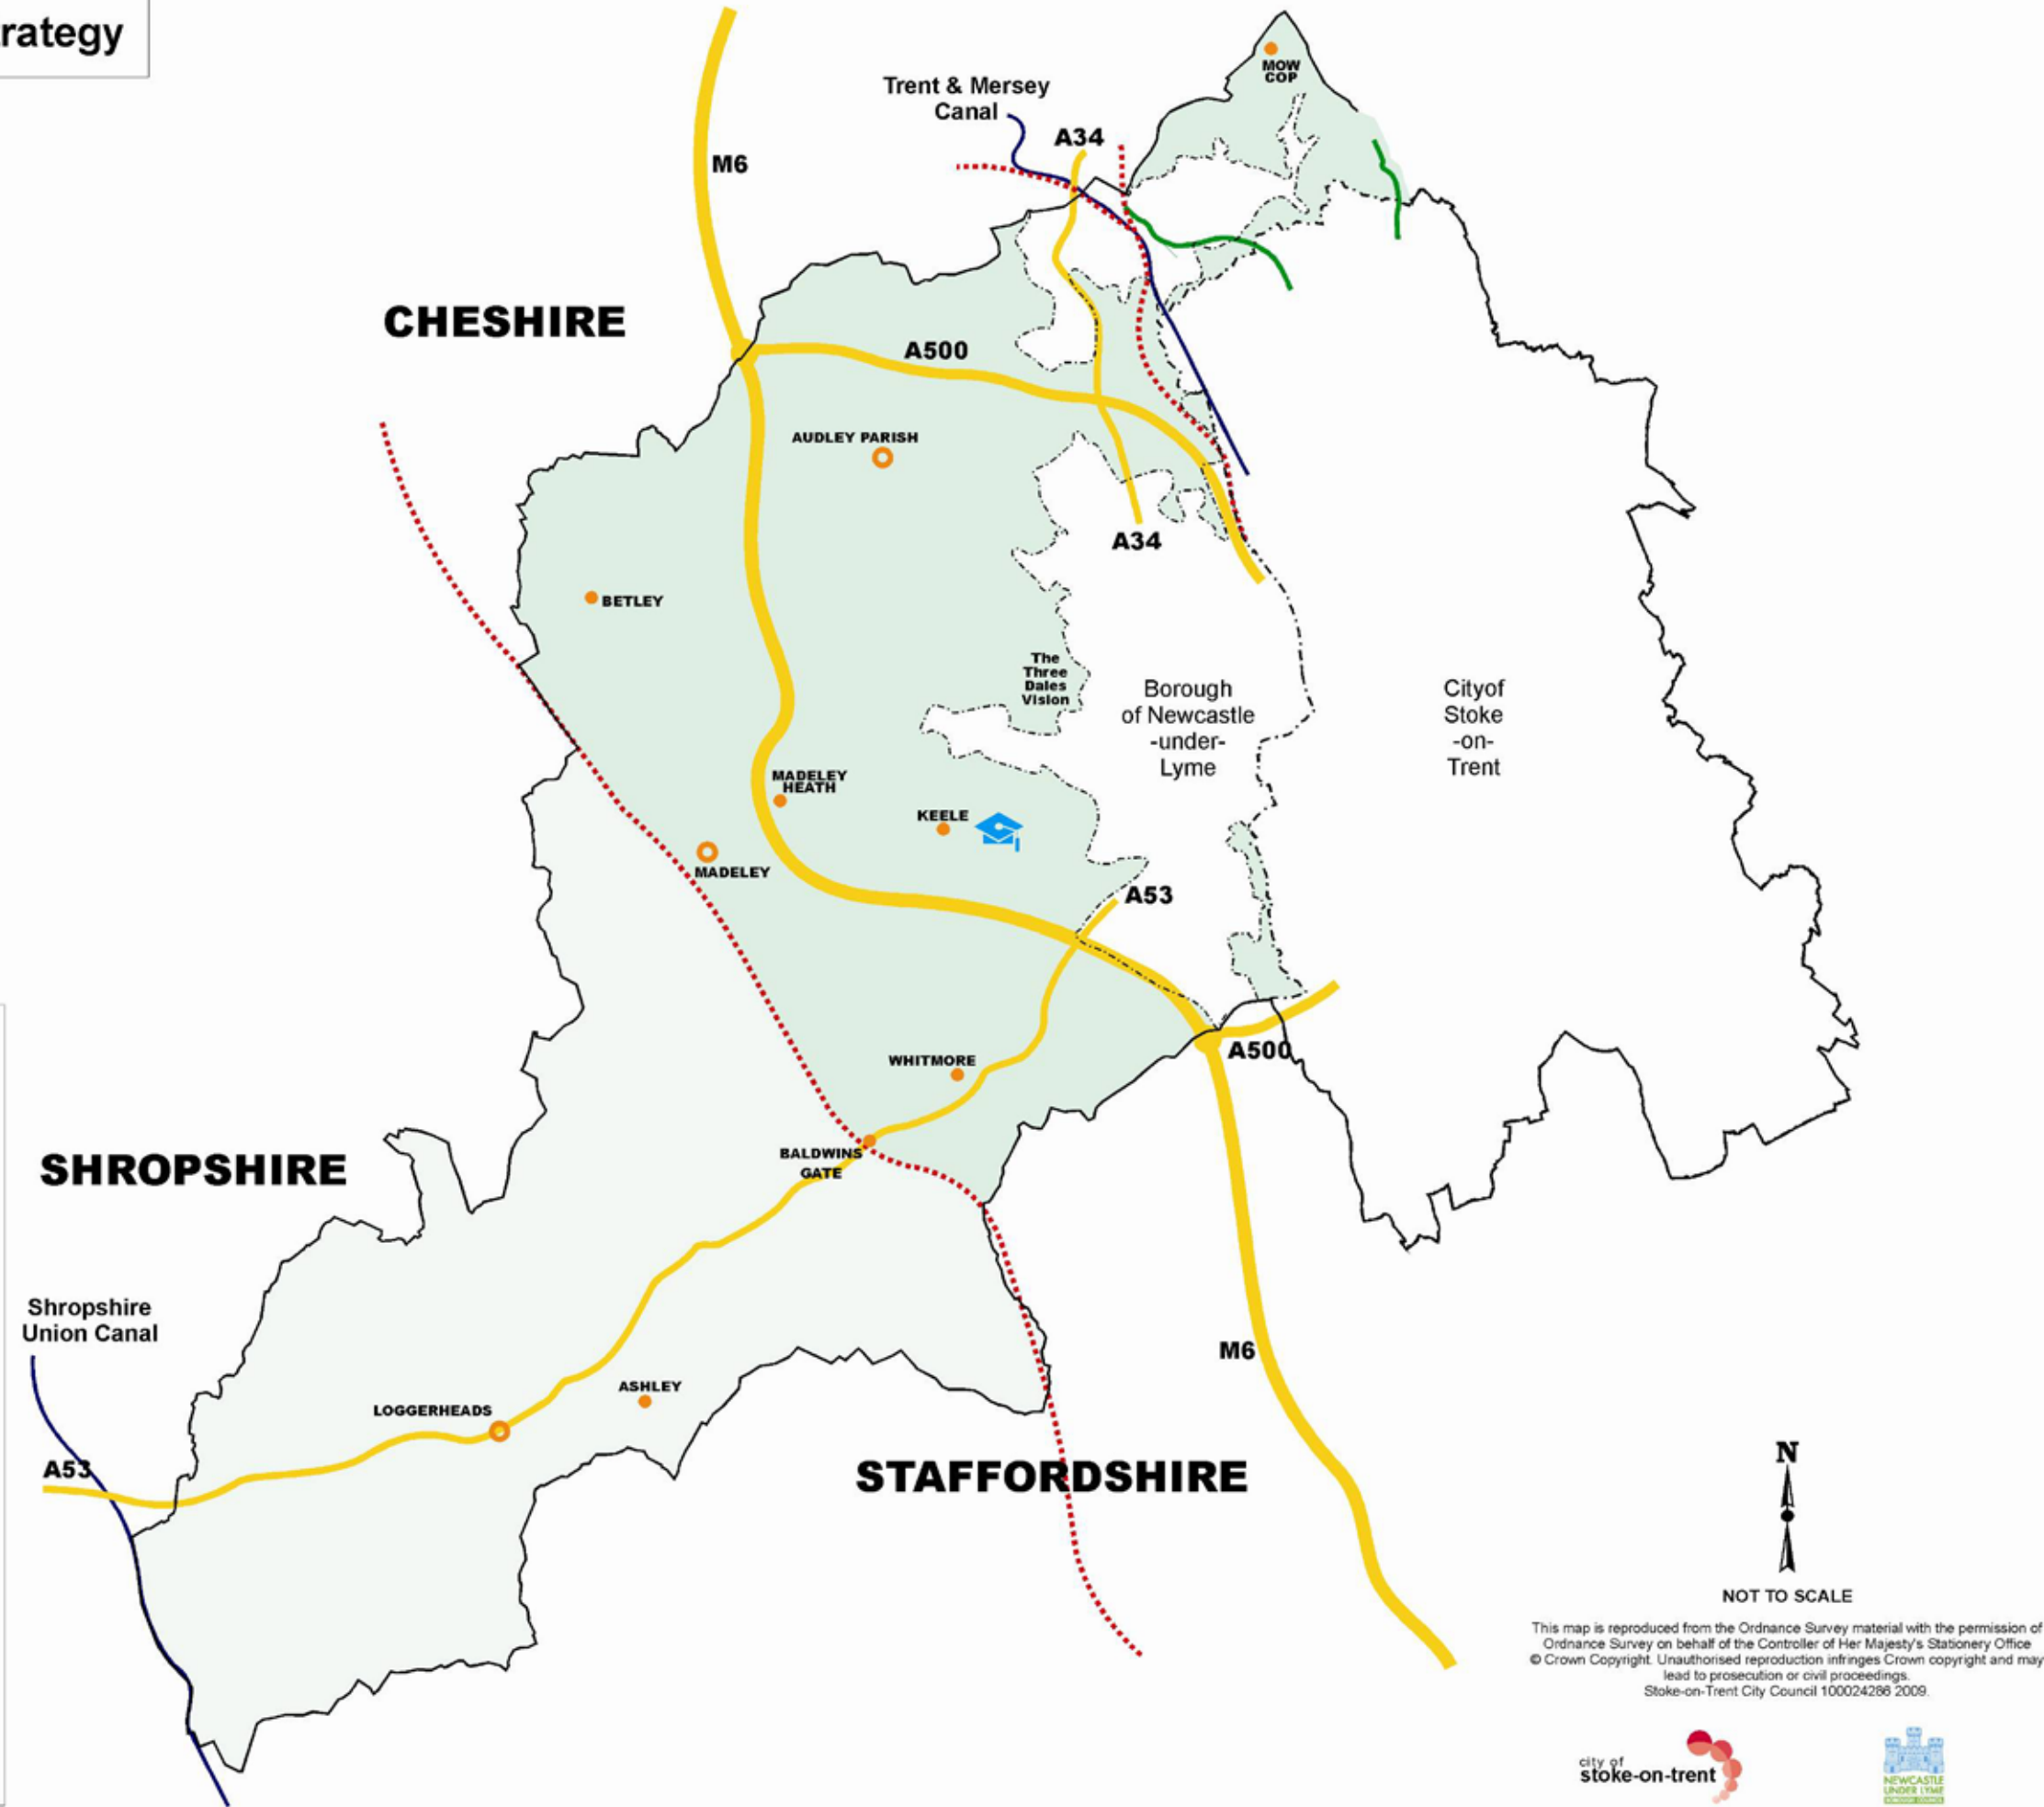 rategy
MOW
COP
Trent & Mersey
Canal
A34
M6
CHESHIRE
A500
AUDLEY PARISH
A34
BETLEY
The
Three
Dales
Vision
Borough
of Newcastle
-under-
Lyme
Cityof
Stoke
-on-
Trent
MADELEY
HEATH
KEELE
MADELEY
A53
A500
WHITMORE
BALDWINS
GATE
SHROPSHIRE
Shropshire
Union Canal
M6
ASHLEY
LOGGERHEADS
A53
STAFFORDSHIRE
N
NOT TO SCALE
This map is reproduced from the Ordnance Survey material with the permission of
Ordnance Survey on behalf of the Controller of Her Majesty's Stationery Office
© Crown Copyright. Unauthorised reproduction infringes Crown copyright and may
lead to prosecution or civil proceedings.
Stoke-on-Trent City Council 100024286 2009.
city of
stoke-on-trent
NEWCASTLE
UNDER LYME
BOROUGH COUNCIL